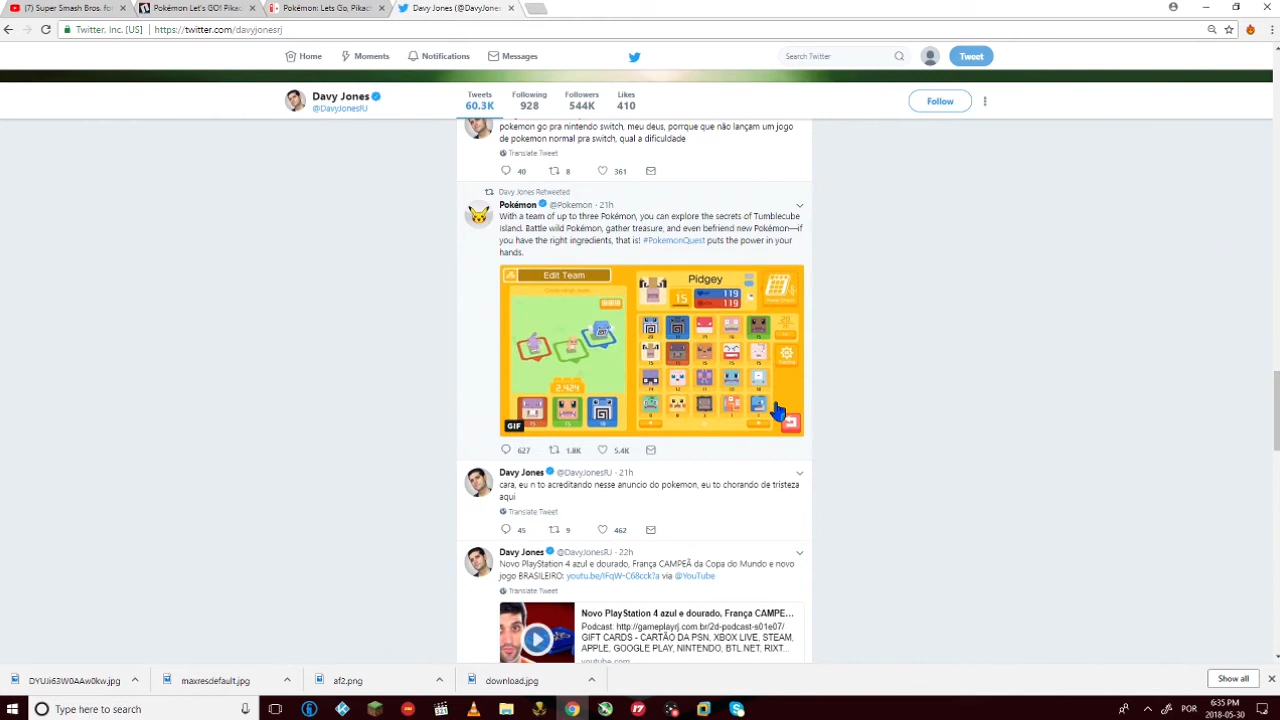 (7) Super Smash Bros. for
Pokémon Let's GO! Pikac
Pokémon: Lets Go, Pikac
Davy Jones (@DavyJones
Twitter, Inc. [US] https://twitter.com/davyjonesrj
Home Moments Notifications Messages Search Twitter Tweet
Davy Jones
@DavyJonesRJ
Tweets Following Followers Likes
60.3K 928 544K 410
Follow
pokemon go pra nintendo switch, meu deus, porrque que não lançam um jogo
de pokemon normal pra switch, qual a dificuldade
Translate Tweet
40 8 361
Davy Jones Retweeted
Pokémon @Pokemon · 21h
With a team of up to three Pokémon, you can explore the secrets of Tumblecube
Island. Battle wild Pokémon, gather treasure, and even befriend new Pokémon—if
you have the right ingredients, that is! #PokemonQuest puts the power in your
hands.
Edit Team
Pidgey
15 119
119
2,424
GIF
627 1.8K 5.4K
Davy Jones @DavyJonesRJ · 21h
cara, eu n to acreditando nesse anuncio do pokemon, eu to chorando de tristeza
aqui
Translate Tweet
45 9 462
Davy Jones @DavyJonesRJ · 22h
Novo PlayStation 4 azul e dourado, França CAMPEÃ da Copa do Mundo e novo
jogo BRASILEIRO: youtu.be/IFqW-C68cck?a via @YouTube
Translate Tweet
Novo PlayStation 4 azul e dourado, França CAMPE...
Podcast: http://gameplayrj.com.br/2d-podcast-s01e07/
GIFT CARDS - CARTÃO DA PSN, XBOX LIVE, STEAM,
APPLE, GOOGLE PLAY, NINTENDO, BTL.NET, RIXT...
youtube.com
DYUJi63W0AAw0kw.jpg maxresdefault.jpg af2.png download.jpg Show all
Type here to search
POR
6:35 PM
2018-05-30